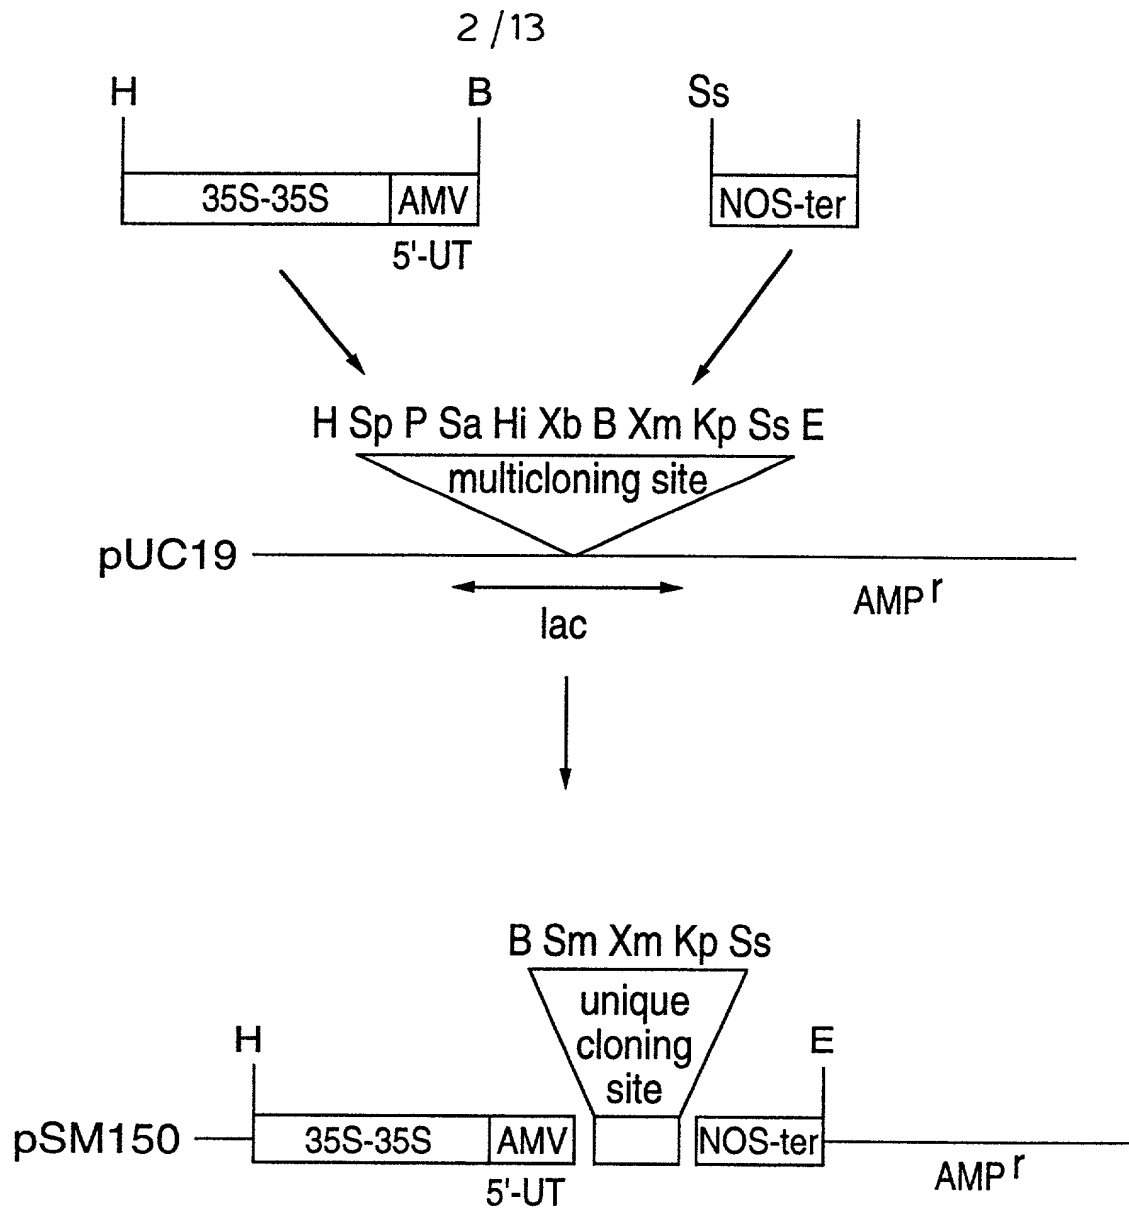 2 /13
H B Ss
35S-35S AMV NOS-ter
5'-UT
H Sp P Sa Hi Xb B Xm Kp Ss E
multicloning site
pUC19
AMP r
lac
B Sm Xm Kp Ss
unique
cloning
site
H E
pSM150 35S-35S AMV NOS-ter
5'-UT AMP r